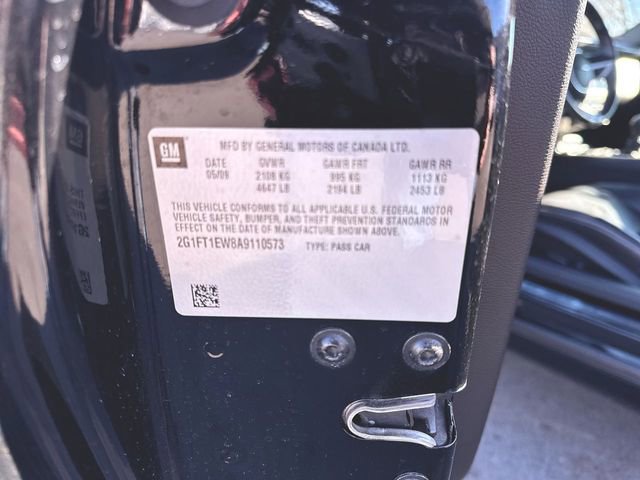 GM
MFD BY GENERAL MOTORS OF CANADA LTD.
DATE GVWR GAWR FRT GAWR RR
05/09 2108 KG 995 KG 1113 KG
4647 LB 2194 LB 2453 LB
THIS VEHICLE CONFORMS TO ALL APPLICABLE U.S. FEDERAL MOTOR
VEHICLE SAFETY, BUMPER, AND THEFT PREVENTION STANDARDS IN
EFFECT ON THE DATE OF MANUFACTURE SHOWN ABOVE.
2G1FT1EW8A9110573 TYPE: PASS CAR